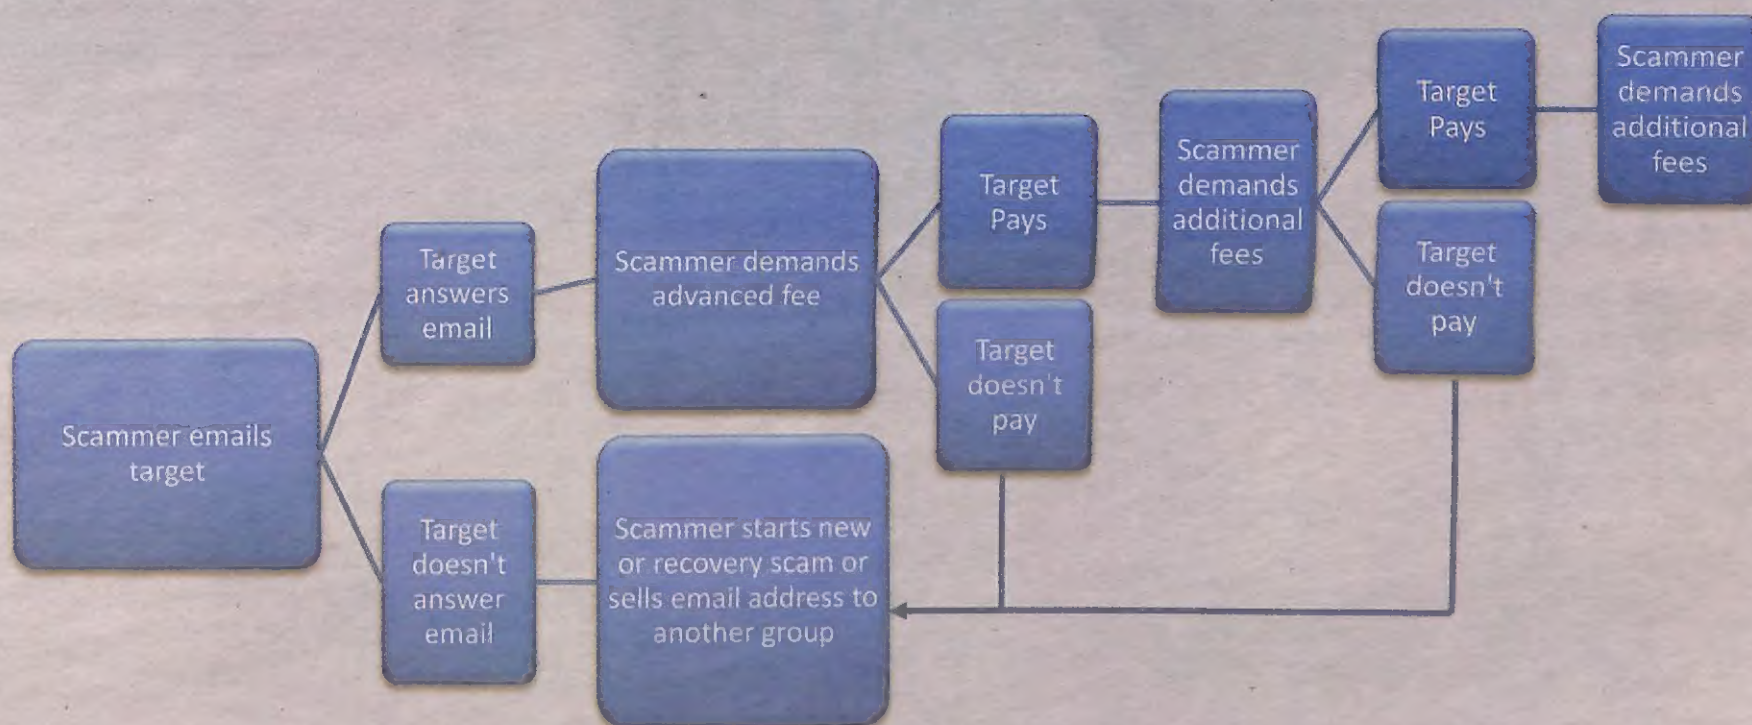 Scammer emails
target
Target
answers
email
Target
doesn't
answer
email
Scammer demands
advanced fee
Scammer starts new
or recovery scam or
sells email address to
another group
Target
Pays
Target
doesn't
pay
Scammer
demands
additional
fees
Target
Pays
Target
doesn't
pay
Scammer
demands
additional
fees